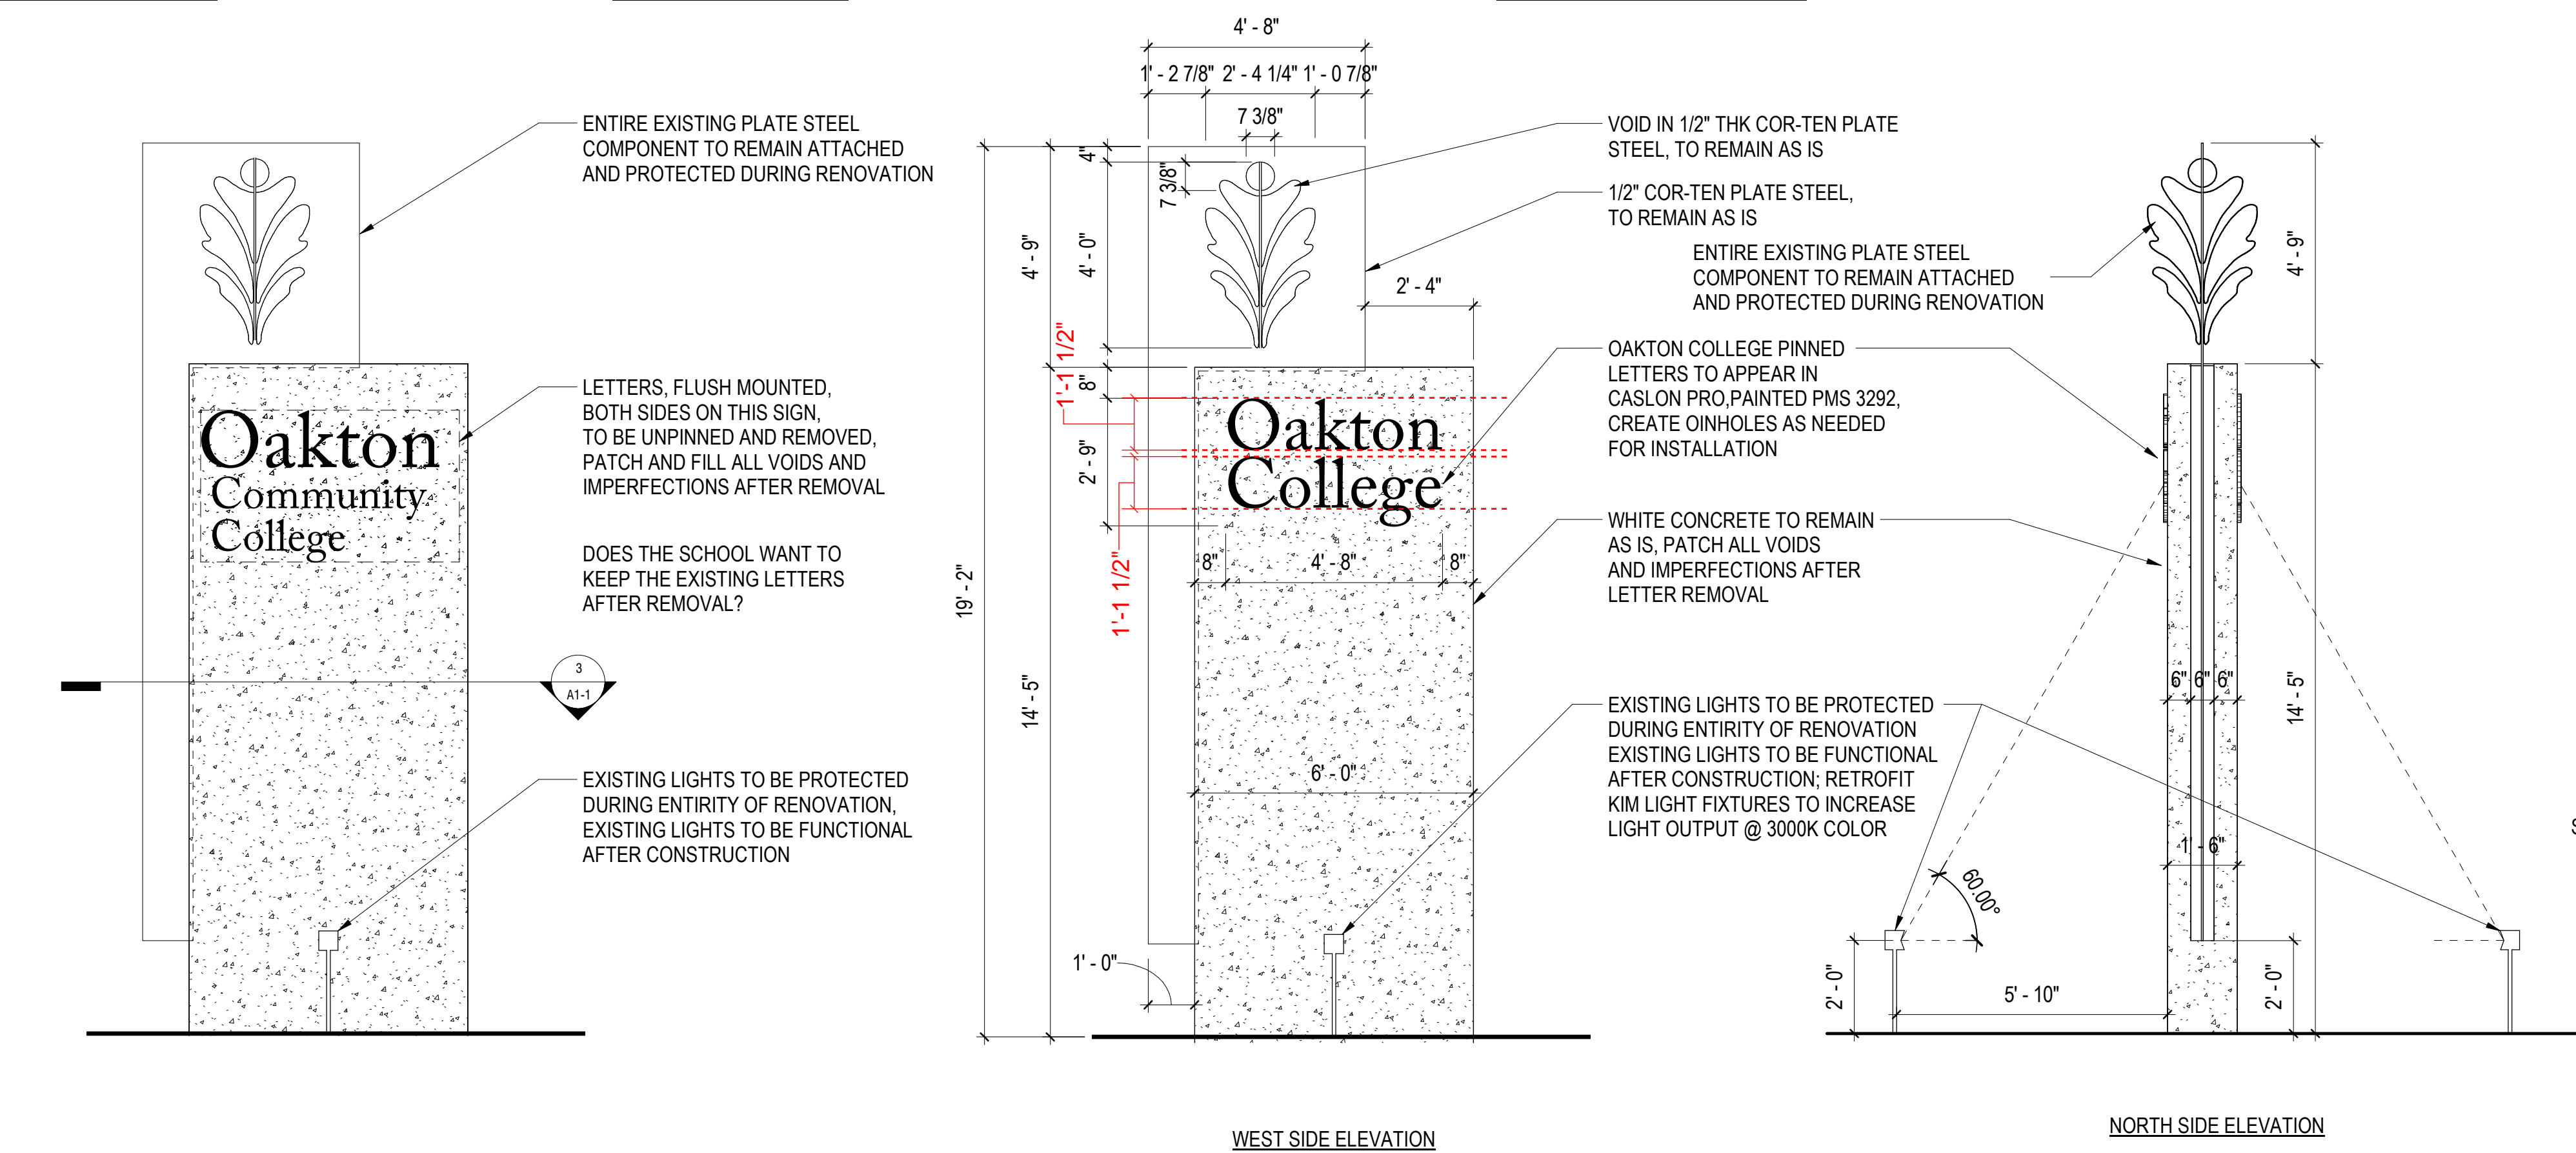 ENTIRE EXISTING PLATE STEEL
COMPONENT TO REMAIN ATTACHED
AND PROTECTED DURING RENOVATION
Oakton
Community
College
LETTERS, FLUSH MOUNTED,
BOTH SIDES ON THIS SIGN,
TO BE UNPINNED AND REMOVED,
PATCH AND FILL ALL VOIDS AND
IMPERFECTIONS AFTER REMOVAL
DOES THE SCHOOL WANT TO
KEEP THE EXISTING LETTERS
AFTER REMOVAL?
3
A1-1
EXISTING LIGHTS TO BE PROTECTED
DURING ENTIRITY OF RENOVATION,
EXISTING LIGHTS TO BE FUNCTIONAL
AFTER CONSTRUCTION
4' - 8"
1' - 2 7/8" 2' - 4 1/4" 1' - 0 7/8"
7 3/8"
4"
7 3/8"
4' - 0"
4' - 9"
2' - 4"
1'-1 1/2"
8"
2' - 9"
Oakton
College
1'-1 1/2"
8" 4' - 8" 8"
19' - 2"
14' - 5"
6' - 0"
1' - 0"
WEST SIDE ELEVATION
VOID IN 1/2" THK COR-TEN PLATE
STEEL, TO REMAIN AS IS
1/2" COR-TEN PLATE STEEL,
TO REMAIN AS IS
ENTIRE EXISTING PLATE STEEL
COMPONENT TO REMAIN ATTACHED
AND PROTECTED DURING RENOVATION
OAKTON COLLEGE PINNED
LETTERS TO APPEAR IN
CASLON PRO,PAINTED PMS 3292,
CREATE OINHOLES AS NEEDED
FOR INSTALLATION
WHITE CONCRETE TO REMAIN
AS IS, PATCH ALL VOIDS
AND IMPERFECTIONS AFTER
LETTER REMOVAL
EXISTING LIGHTS TO BE PROTECTED
DURING ENTIRITY OF RENOVATION
EXISTING LIGHTS TO BE FUNCTIONAL
AFTER CONSTRUCTION; RETROFIT
KIM LIGHT FIXTURES TO INCREASE
LIGHT OUTPUT @ 3000K COLOR
4' - 9"
6" 6" 6"
14' - 5"
1' - 6"
60.00°
2' - 0"
5' - 10"
2' - 0"
NORTH SIDE ELEVATION